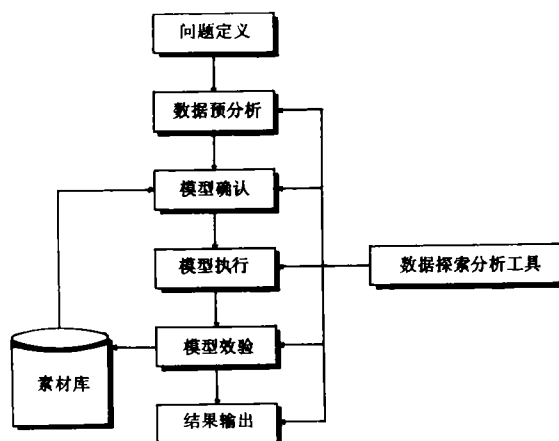 问题定义
数据预分析
模型确认
模型执行
数据探索分析工具
模型效验
素材库
结果输出